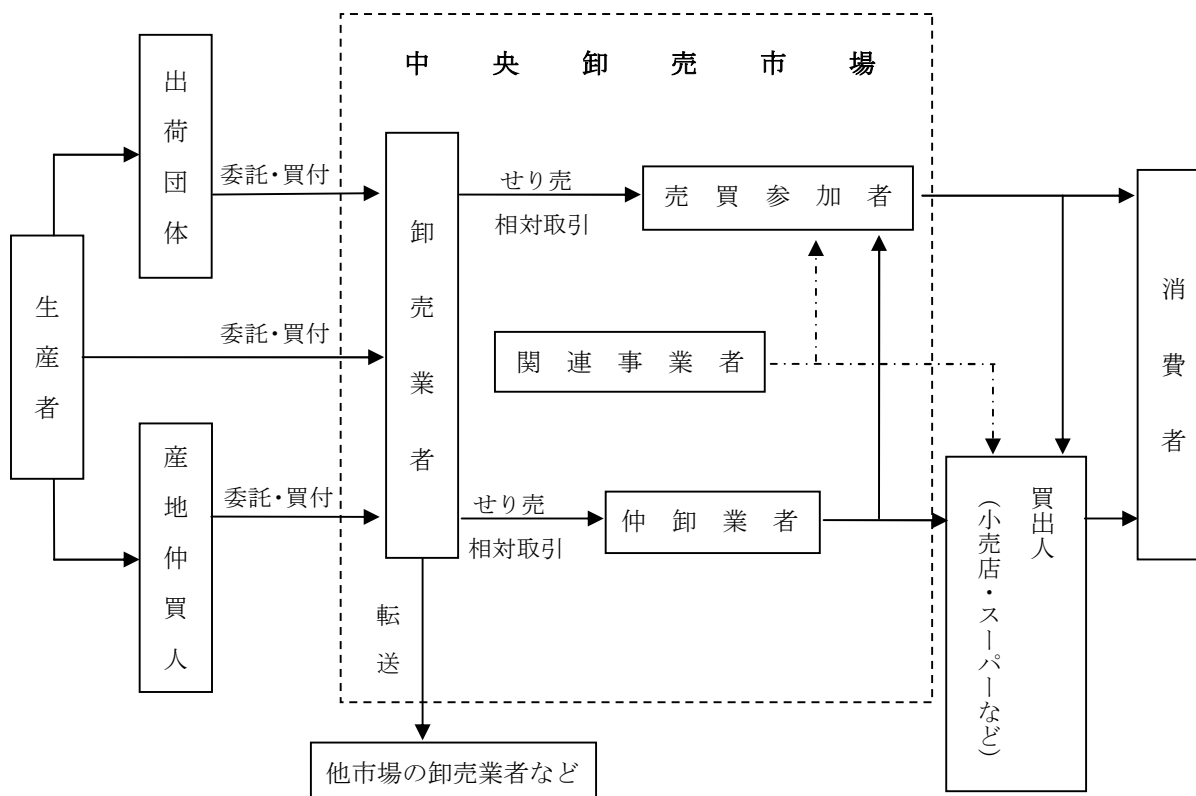 中央卸売市場
出荷団体
生産者
産地仲買人
委託・買付
委託・買付
委託・買付
卸売業者
せり売
相対取引
売買参加者
関連事業者
せり売
相対取引
仲卸業者
転送
他市場の卸売業者など
買出人
（小売店・スーパーなど）
消費者